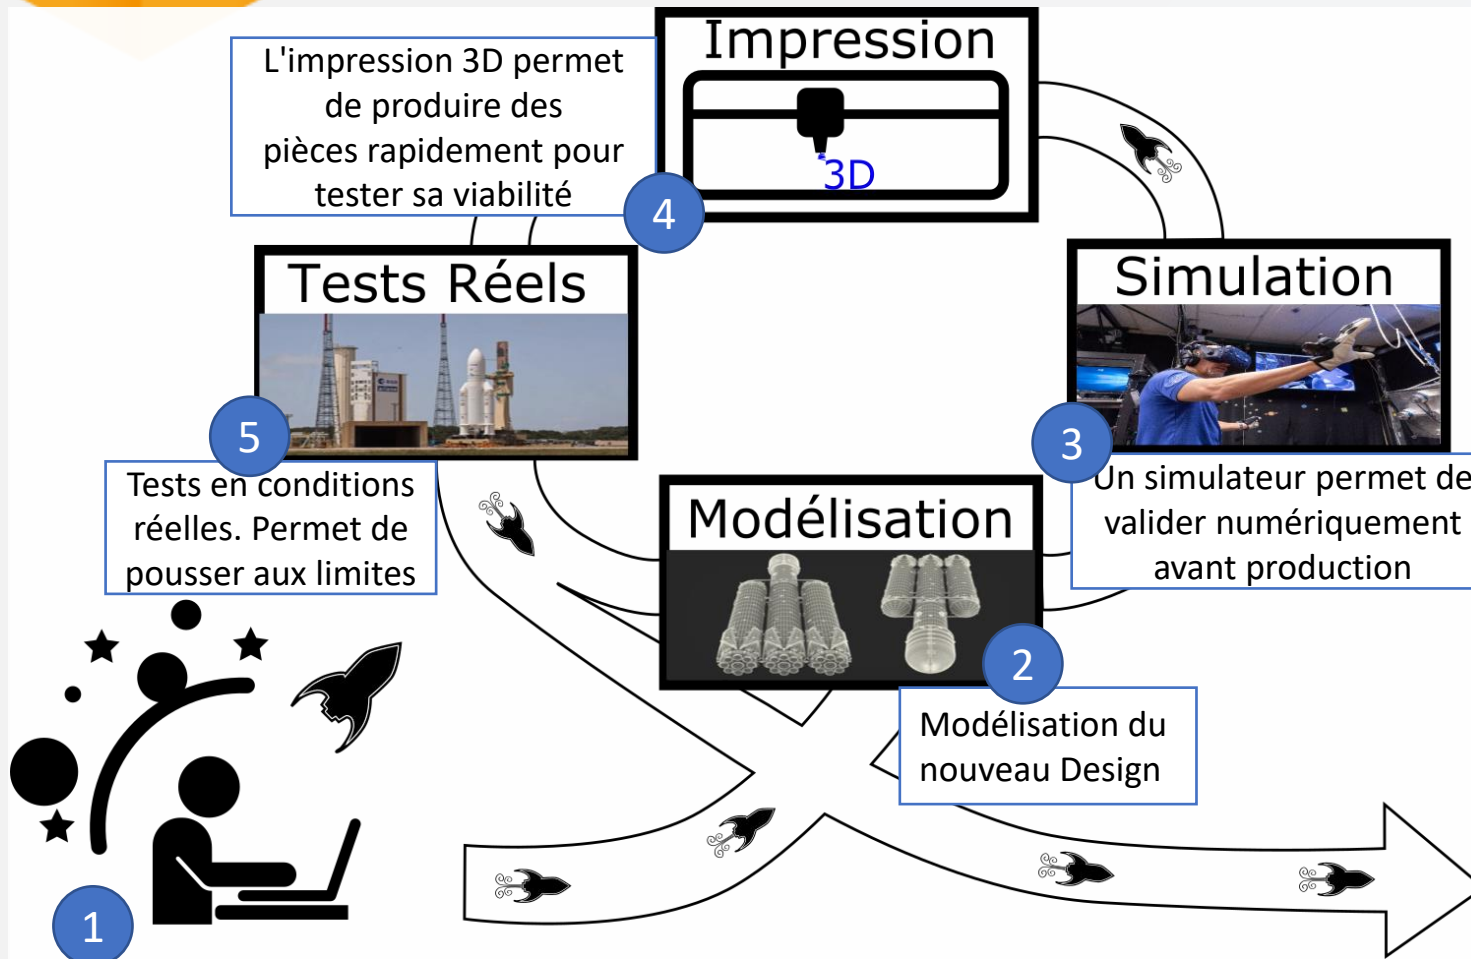 Impression
3D
L'impression 3D permet
de produire des
pièces rapidement pour
tester sa viabilité
4
Tests Réels
5
Tests en conditions
réelles. Permet de
pousser aux limites
Simulation
3
Un simulateur permet de
valider numériquement
avant production
Modélisation
2
Modélisation du
nouveau Design
1